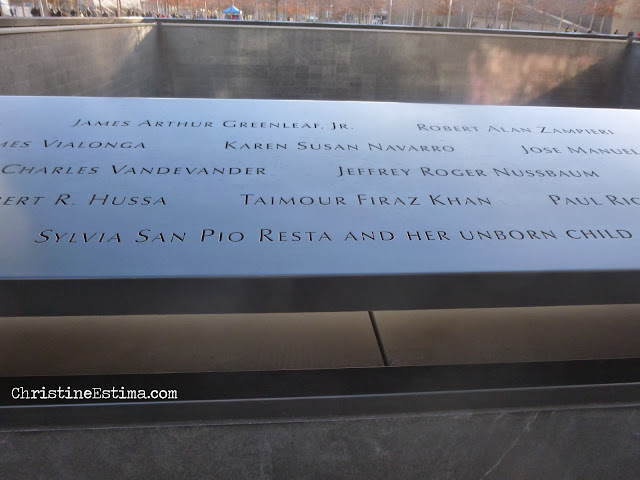 JAMES ARTHUR GREENLEAF, JR. ROBERT ALAN ZAMPIERI
VIALONGA KAREN SUSAN NAVARRO JOSE MANUEL
CHARLES VANDEVANDER JEFFREY ROGER NUSSBAUM
R. HUSSA TAIMOUR FIRAZ KHAN PAUL
SYLVIA SAN PIO RESTA AND HER UNBORN CHILD
CHRISTINEESTIMA.COM